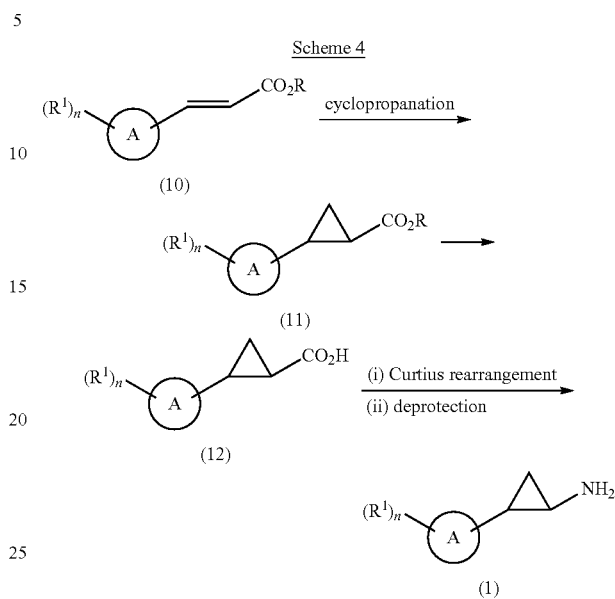 5
Scheme 4
CO₂R
(R¹)ₙ
A
cyclopropanation
10
(10)
CO₂R
(R¹)ₙ
A
15
(11)
CO₂H
(R¹)ₙ
A
(i) Curtius rearrangement
(ii) deprotection
20
(12)
NH₂
(R¹)ₙ
A
25
(1)